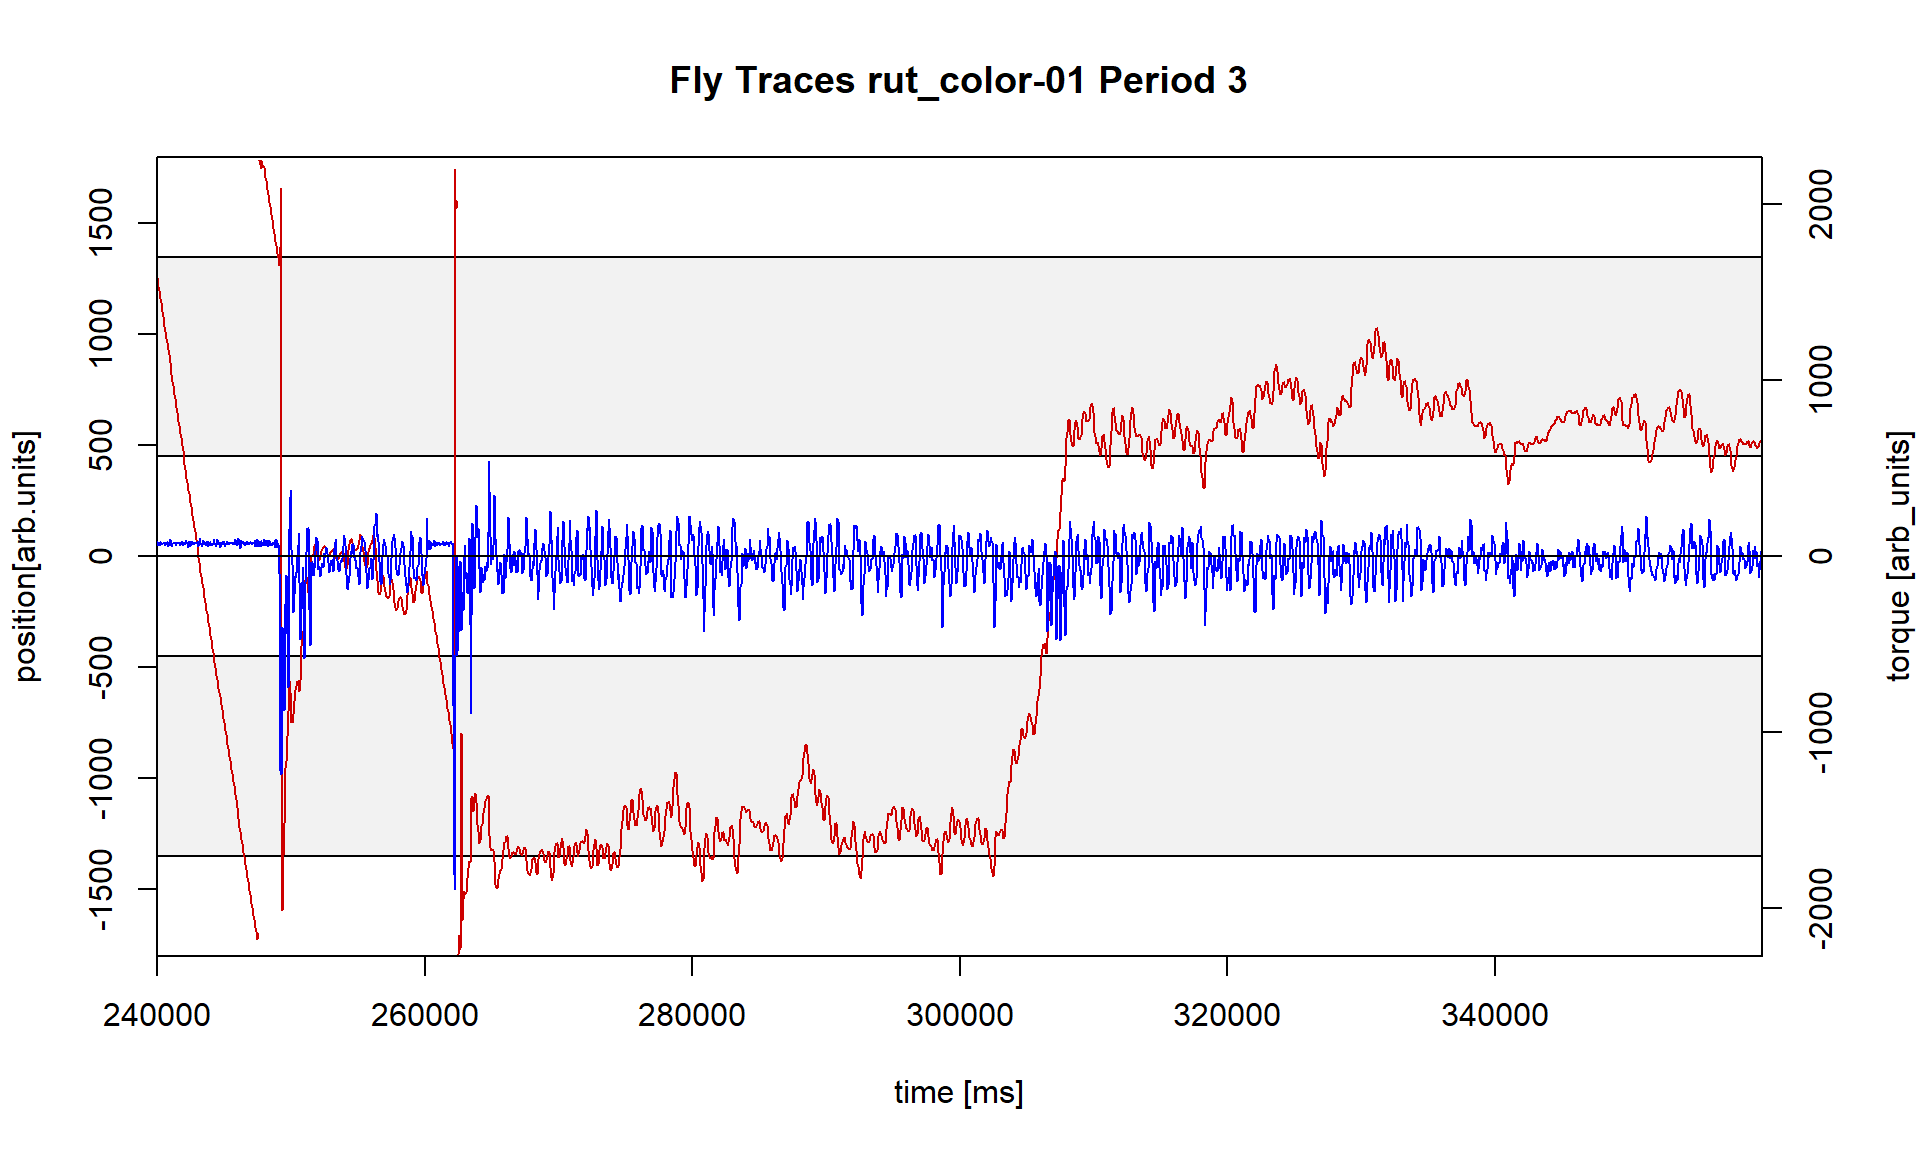 Fly Traces rut_color-01 Period 3
position[arb.units]
1500
1000
500
0
-500
-1000
-1500
2000
1000
0
-1000
-2000
torque [arb_units]
240000 260000 280000 300000 320000 340000
time [ms]